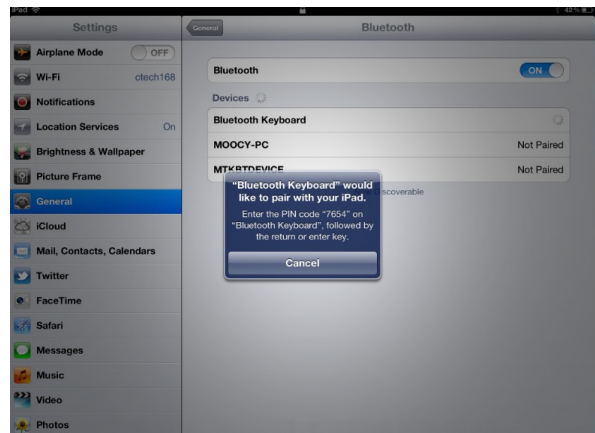 iPad
42%
Settings
General
Bluetooth
Airplane Mode
OFF
Wi-Fi
ctech168
Notifications
Location Services
On
Brightness & Wallpaper
Picture Frame
General
iCloud
Mail, Contacts, Calendars
Twitter
FaceTime
Safari
Messages
Music
Video
Photos
Bluetooth
ON
Devices
Bluetooth Keyboard
MOOCY-PC
Not Paired
MTKBTDEVICE
Not Paired
Discoverable
“Bluetooth Keyboard” would
like to pair with your iPad.
Enter the PIN code “7654” on
“Bluetooth Keyboard”, followed by
the return or enter key.
Cancel